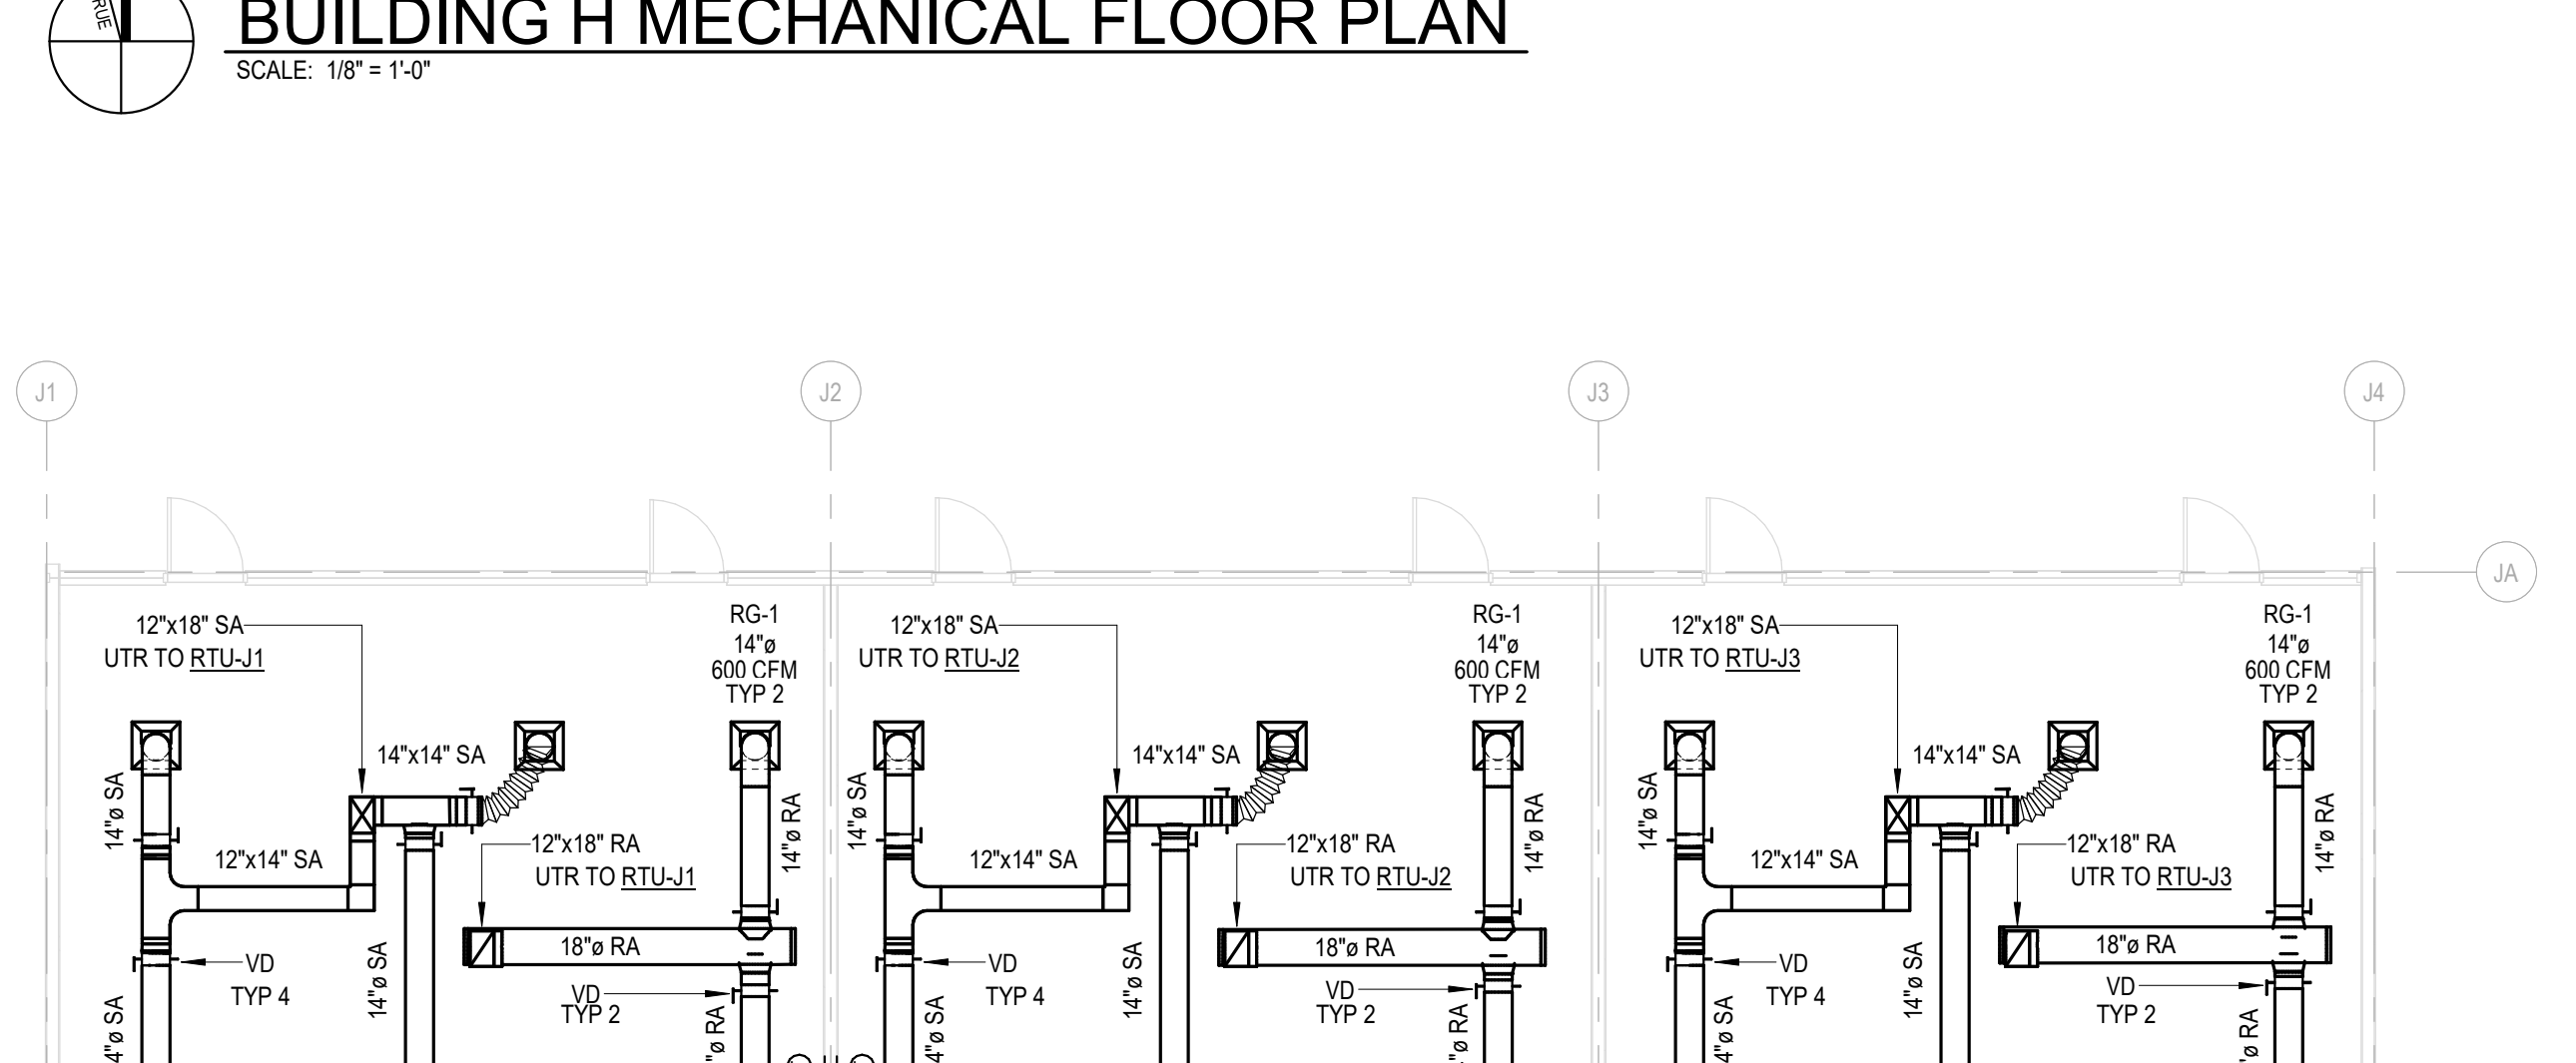 BUILDING H MECHANICAL FLOOR PLAN
SCALE: 1/8" = 1'-0"
J1
J2
J3
J4
JA
12"x18" SA
UTR TO RTU-J1
RG-1
14"ø
600 CFM
TYP 2
14"x14" SA
14"ø SA
12"x14" SA
12"x18" RA
UTR TO RTU-J1
14"ø RA
18"ø RA
VD
TYP 4
14"ø SA
VD
TYP 2
12"x18" SA
UTR TO RTU-J2
RG-1
14"ø
600 CFM
TYP 2
14"x14" SA
14"ø SA
12"x14" SA
12"x18" RA
UTR TO RTU-J2
14"ø RA
18"ø RA
VD
TYP 4
14"ø SA
VD
TYP 2
12"x18" SA
UTR TO RTU-J3
RG-1
14"ø
600 CFM
TYP 2
14"x14" SA
14"ø SA
12"x14" SA
12"x18" RA
UTR TO RTU-J3
14"ø RA
18"ø RA
VD
TYP 4
14"ø SA
VD
TYP 2